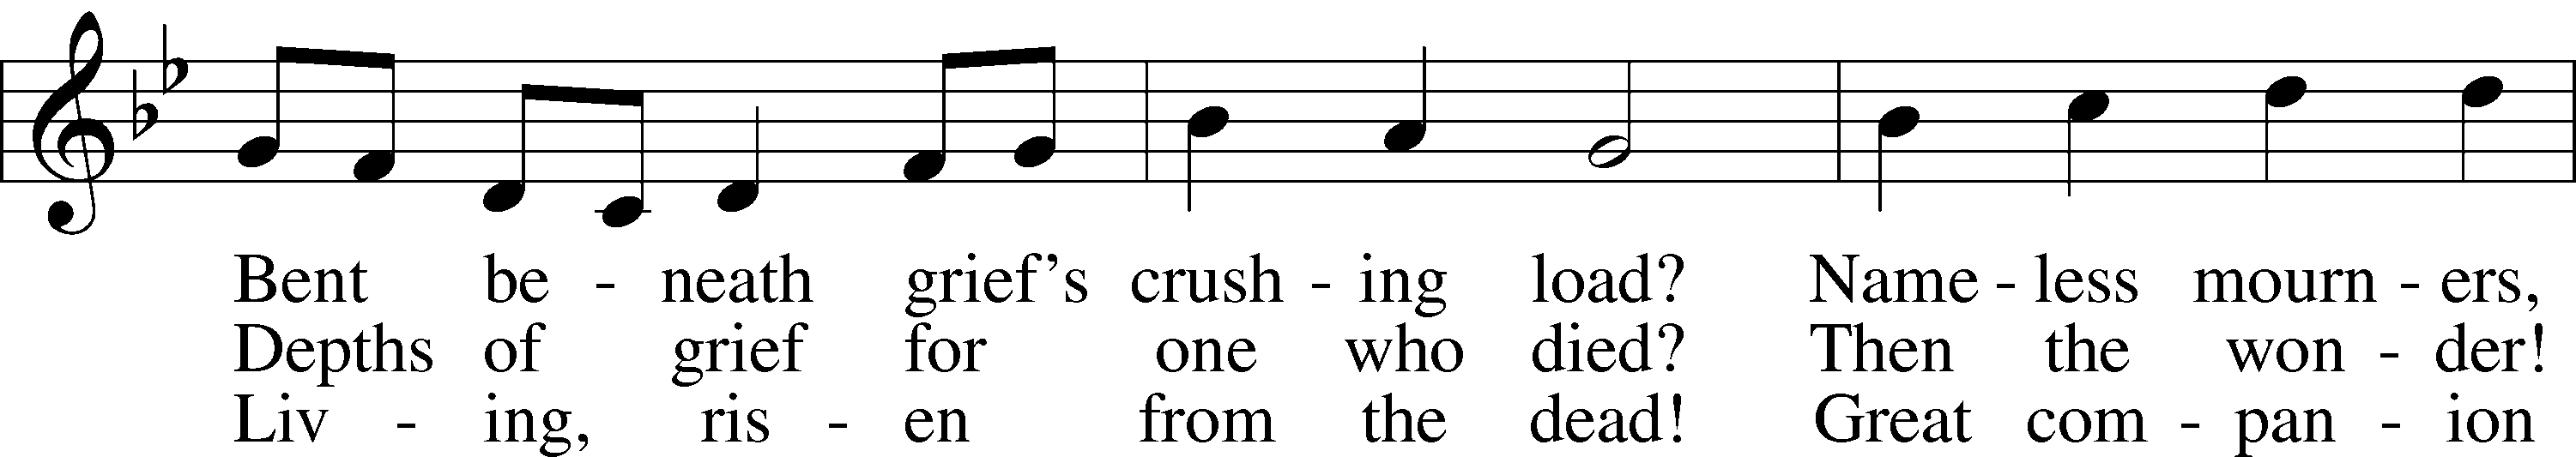 Bent be - neath grief's crush - ing load? Name - less mourn - ers,
Depths of grief for one who died? Then the won - der!
Liv - ing, ris - en from the dead! Great com - pan - ion